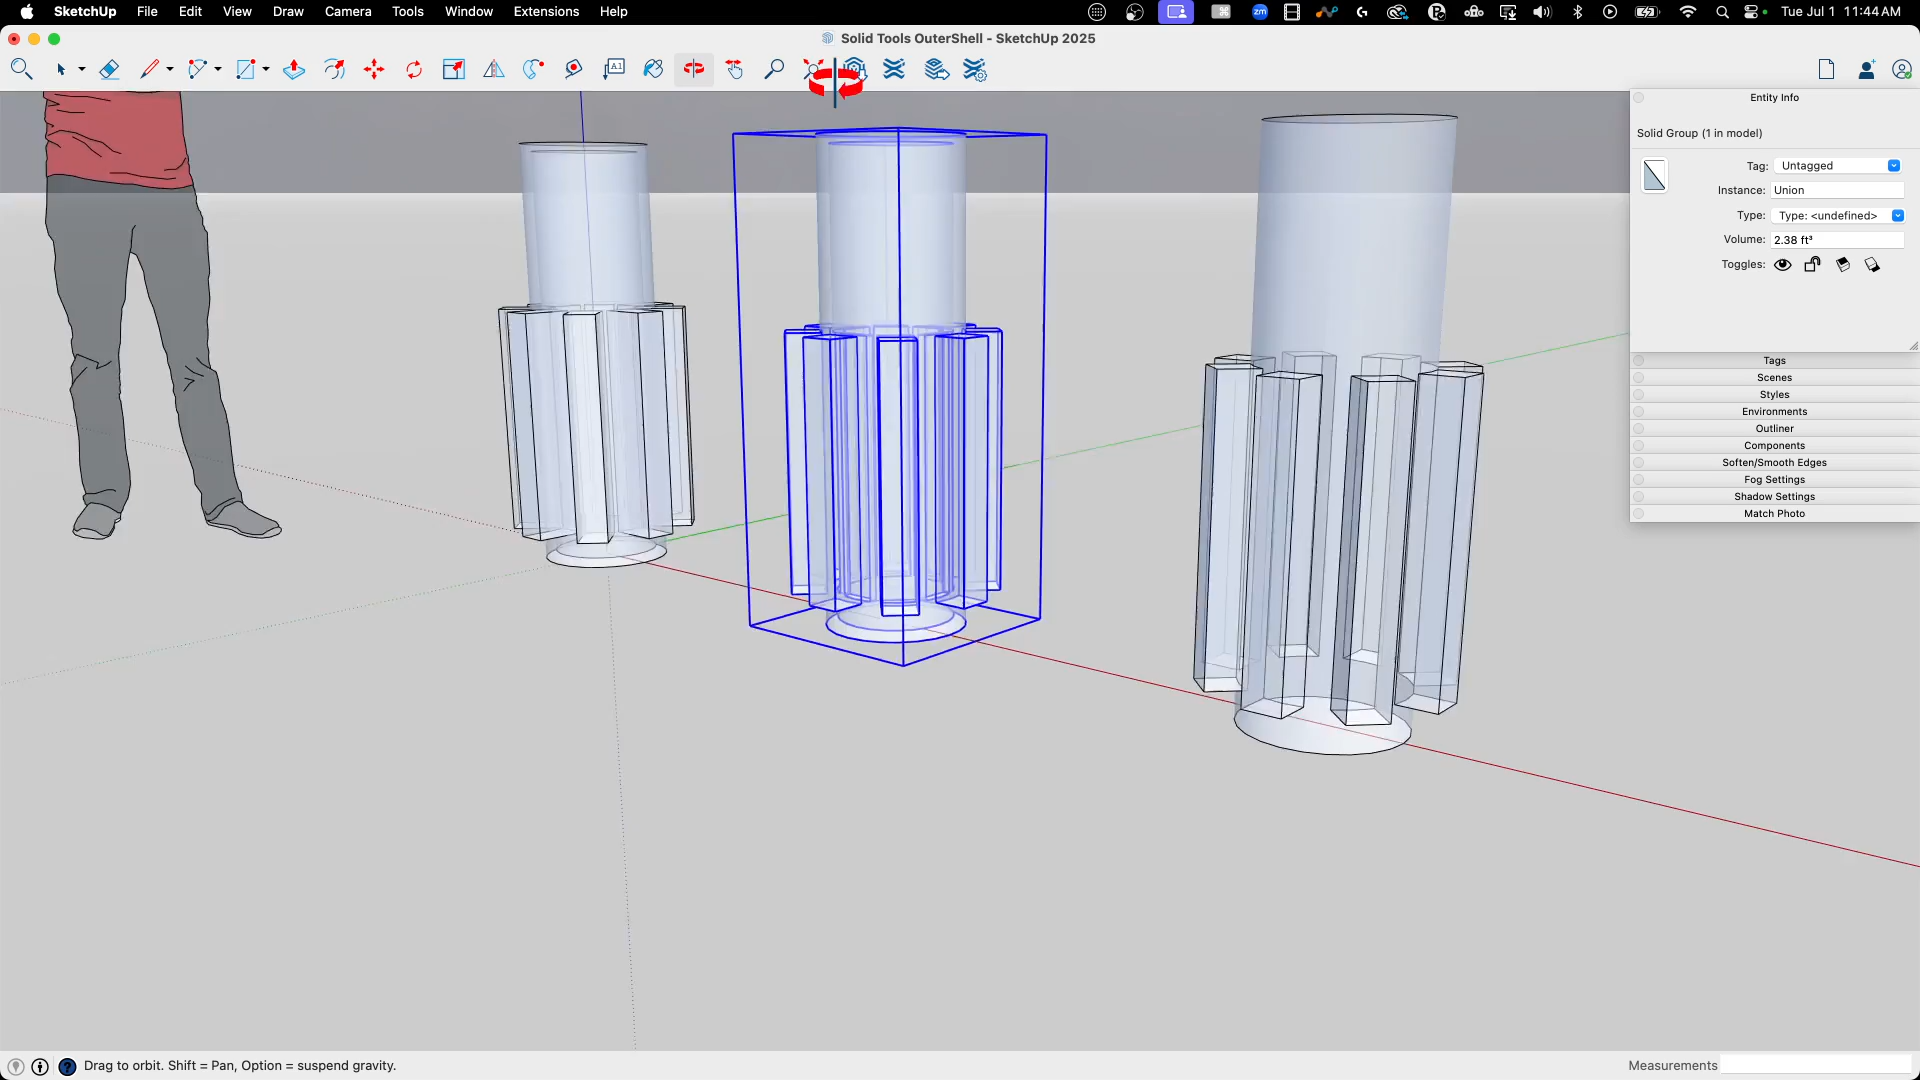 SketchUp File Edit View Draw Camera Tools Window Extensions Help
zm
Tue Jul 1 11:44 AM
Solid Tools OuterShell - SketchUp 2025
A1
Entity Info
Solid Group (1 in model)
Tag: Untagged
Instance: Union
Type: Type: <undefined>
Volume: 2.38 ft³
Toggles:
Tags
Scenes
Styles
Environments
Outliner
Components
Soften/Smooth Edges
Fog Settings
Shadow Settings
Match Photo
Drag to orbit. Shift = Pan, Option = suspend gravity.
Measurements